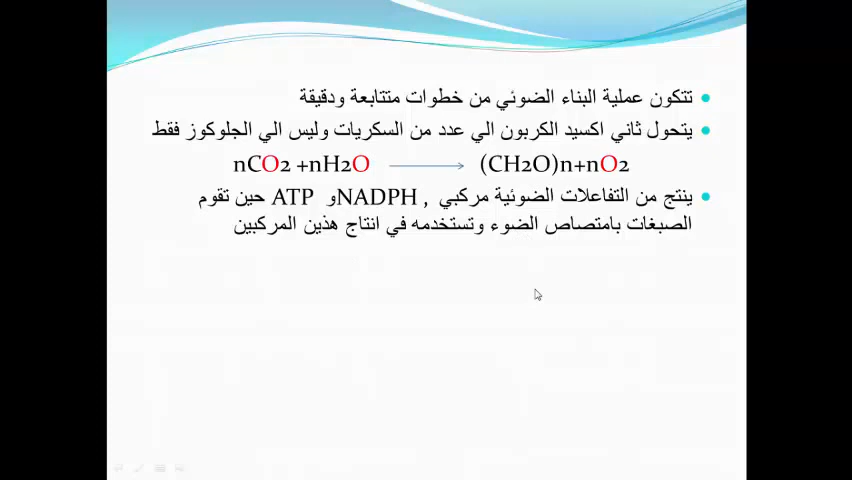 تتكون عملية البناء الضوئي من خطوات متتابعة ودقيقة
يتحول ثاني اكسيد الكربون الي عدد من السكريات وليس الي الجلوكوز فقط
nCO2 +nH2O ⟶ (CH2O)n+nO2
ينتج من التفاعلات الضوئية مركبي , NADPHو ATP حين تقوم
الصبغات بامتصاص الضوء وتستخدمه في انتاج هذين المركبين